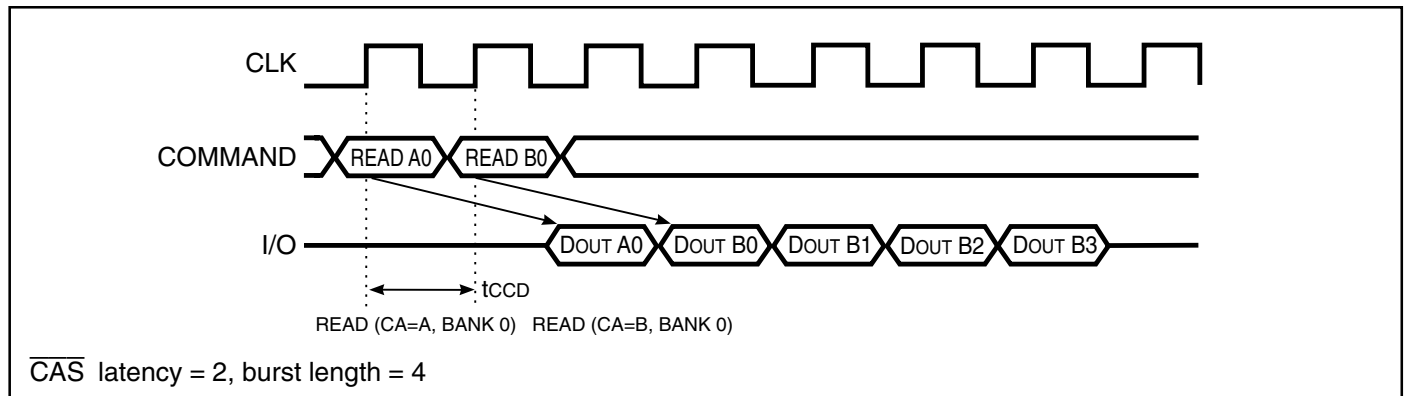 CLK
COMMAND READ A0 READ B0
I/O DOUT A0 DOUT B0 DOUT B1 DOUT B2 DOUT B3
tCCD
READ (CA=A, BANK 0) READ (CA=B, BANK 0)
C̅A̅S̅ latency = 2, burst length = 4